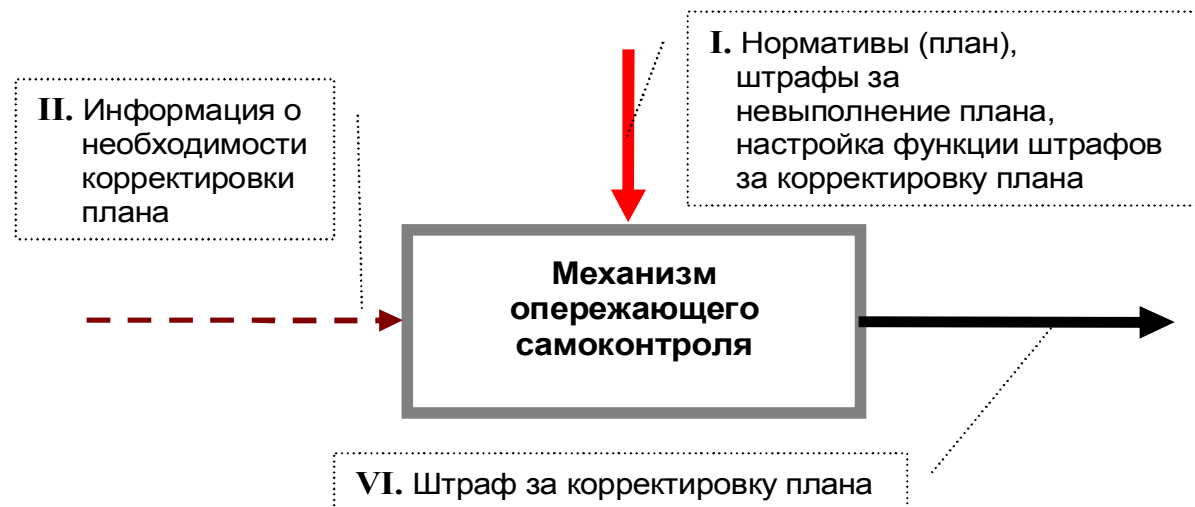 I. Нормативы (план),
штрафы за
невыполнение плана,
настройка функции штрафов
за корректировку плана
II. Информация о
необходимости
корректировки
плана
Механизм
опережающего
самоконтроля
VI. Штраф за корректировку плана